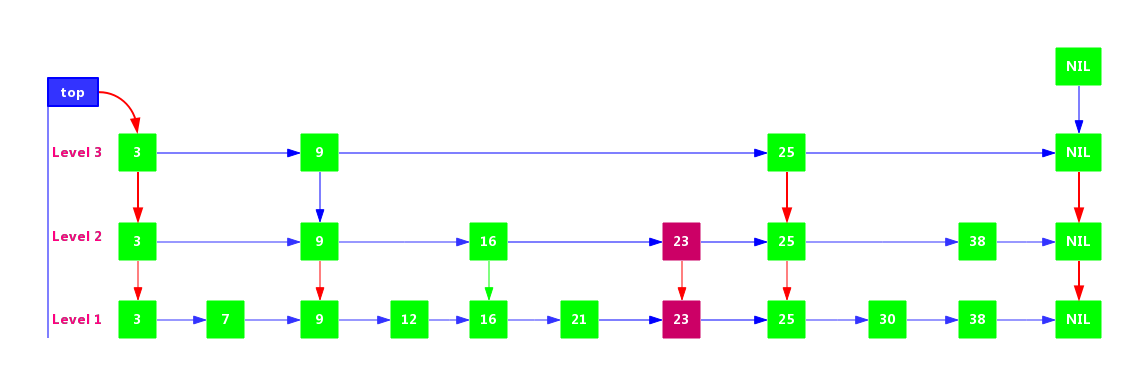 NIL
top
Level 3 3 9 25 NIL
Level 2 3 9 16 23 25 38 NIL
Level 1 3 7 9 12 16 21 23 25 30 38 NIL